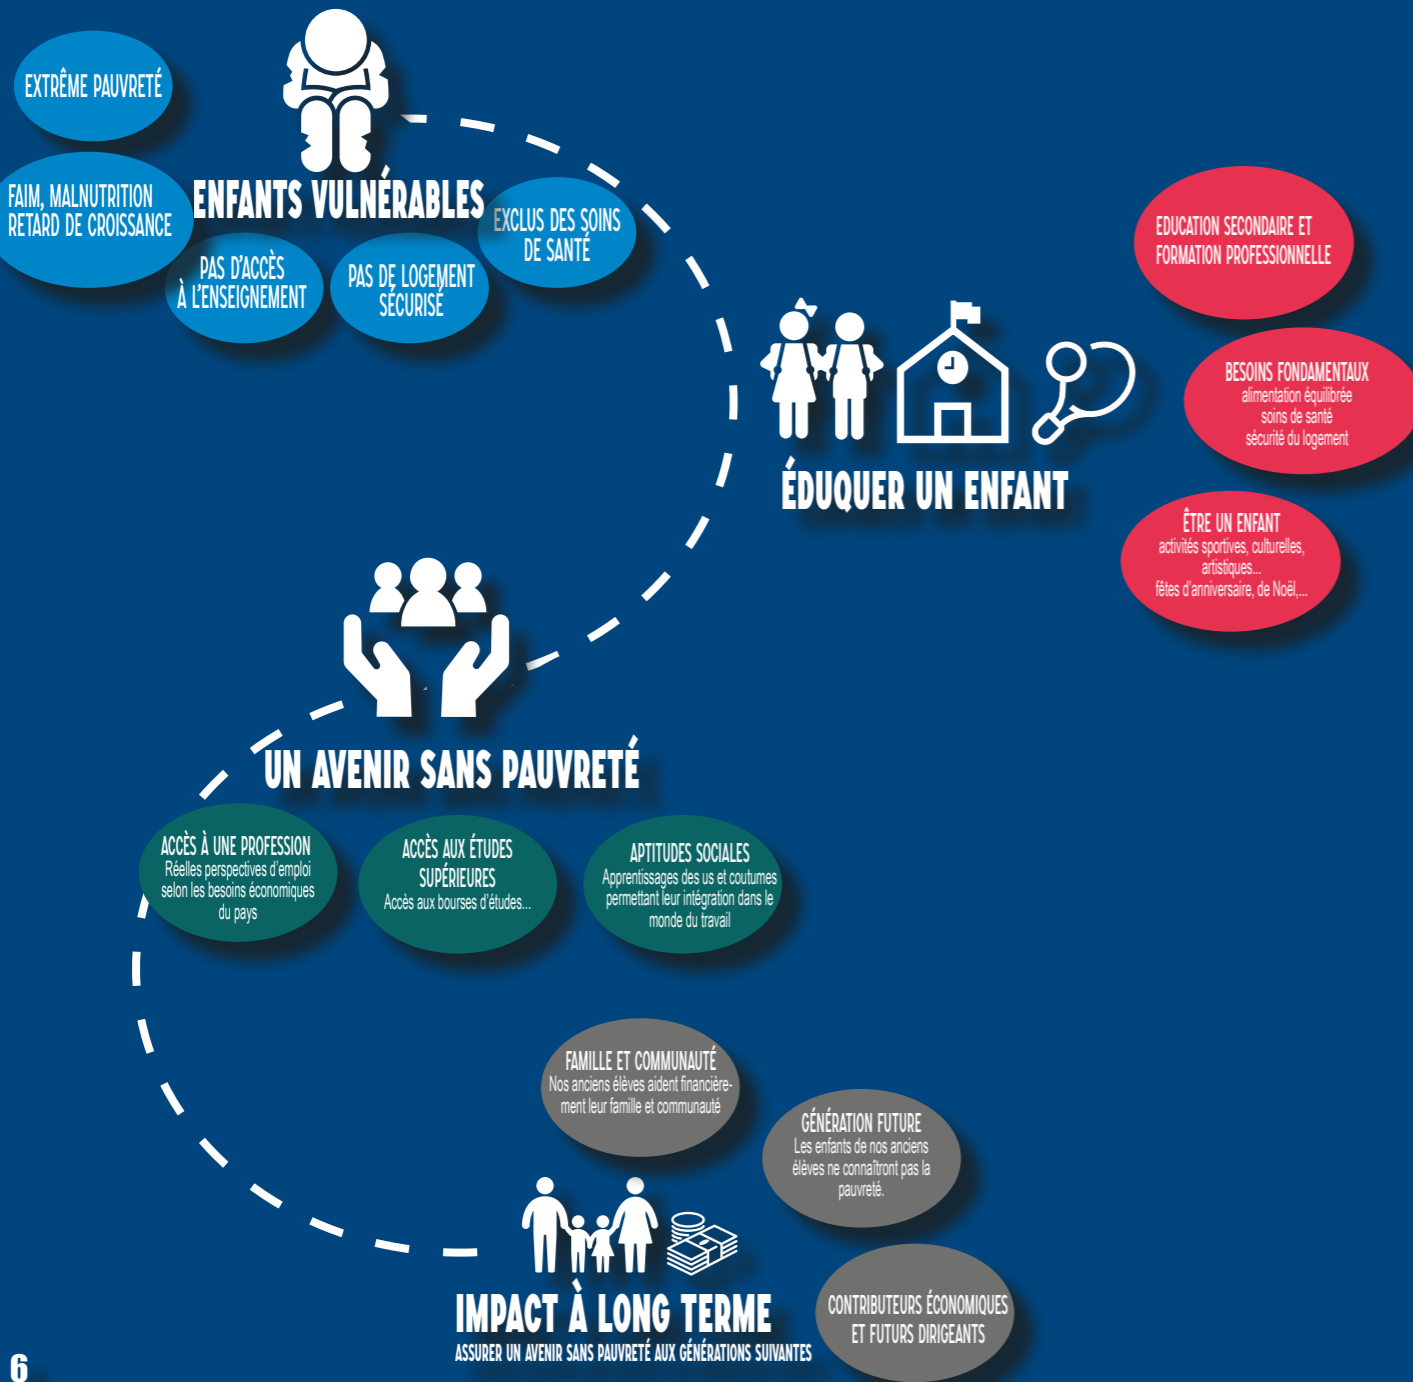 EXTRÊME PAUVRETÉ
FAIM, MALNUTRITION
RETARD DE CROISSANCE
ENFANTS VULNÉRABLES
PAS D'ACCÈS
À L'ENSEIGNEMENT
PAS DE LOGEMENT
SÉCURISÉ
EXCLUS DES SOINS
DE SANTÉ
EDUCATION SECONDAIRE ET
FORMATION PROFESSIONNELLE
BESOINS FONDAMENTAUX
alimentation équilibrée
soins de santé
sécurité du logement
ÉDUQUER UN ENFANT
ÊTRE UN ENFANT
activités sportives, culturelles,
artistiques...
fêtes d'anniversaire, de Noël,...
UN AVENIR SANS PAUVRETÉ
ACCÈS À UNE PROFESSION
Réelles perspectives d'emploi
selon les besoins économiques
du pays
ACCÈS AUX ÉTUDES
SUPÉRIEURES
Accès aux bourses d'études...
APTITUDES SOCIALES
Apprentissages des us et coutumes
permettant leur intégration dans le
monde du travail
FAMILLE ET COMMUNAUTÉ
Nos anciens élèves aident financière-
ment leur famille et communauté
GÉNÉRATION FUTURE
Les enfants de nos anciens
élèves ne connaîtront pas la
pauvreté.
IMPACT À LONG TERME
ASSURER UN AVENIR SANS PAUVRETÉ AUX GÉNÉRATIONS SUIVANTES
CONTRIBUTEURS ÉCONOMIQUES
ET FUTURS DIRIGEANTS
6